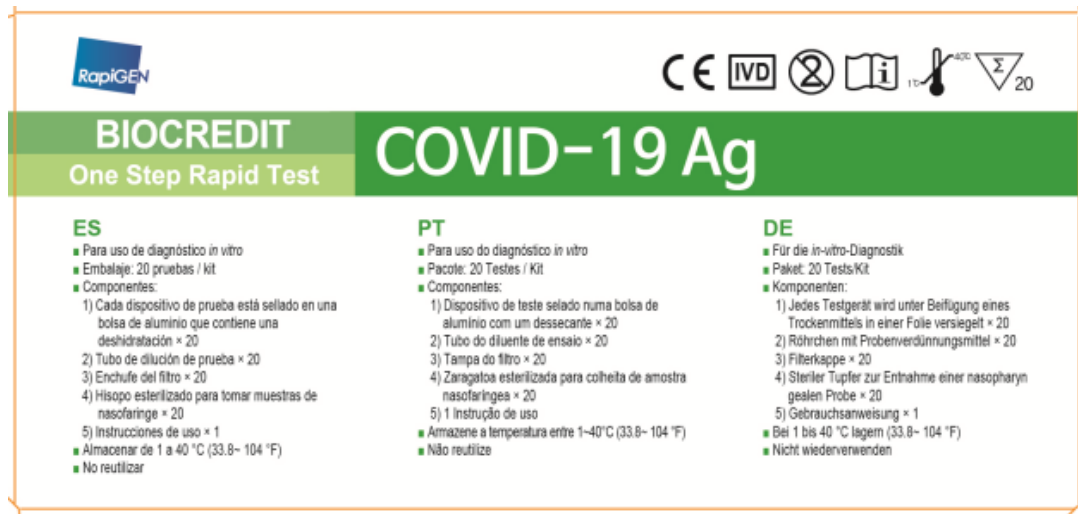 RapiGEN
CE IVD 2 i 1℃ 40℃ Σ 20
BIOCREDIT
One Step Rapid Test
COVID-19 Ag
ES
■ Para uso de diagnóstico in vitro
■ Embalaje: 20 pruebas / kit
■ Componentes:
1) Cada dispositivo de prueba está sellado en una
bolsa de aluminio que contiene una
deshidratación × 20
2) Tubo de dilución de prueba × 20
3) Enchufe del filtro × 20
4) Hisopo esterilizado para tomar muestras de
nasofaringe × 20
5) Instrucciones de uso × 1
■ Almacenar de 1 a 40 °C (33.8~ 104 °F)
■ No reutilizar
PT
■ Para uso do diagnóstico in vitro
■ Pacote: 20 Testes / Kit
■ Componentes:
1) Dispositivo de teste selado numa bolsa de
alumínio com um dessecante × 20
2) Tubo do diluente de ensaio × 20
3) Tampa do filtro × 20
4) Zaragatoa esterilizada para colheita de amostra
nasofaríngea × 20
5) 1 Instrução de uso
■ Armazene a temperatura entre 1~40°C (33.8~ 104 °F)
■ Não reutilize
DE
■ Für die in-vitro-Diagnostik
■ Paket: 20 Tests/Kit
■ Komponenten:
1) Jedes Testgerät wird unter Beifügung eines
Trockenmittels in einer Folie versiegelt × 20
2) Röhrchen mit Probenverdünnungsmittel × 20
3) Filterkappe × 20
4) Steriler Tupfer zur Entnahme einer nasopharyn
gealen Probe × 20
5) Gebrauchsanweisung × 1
■ Bei 1 bis 40 °C lagern (33.8~ 104 °F)
■ Nicht wiederverwenden